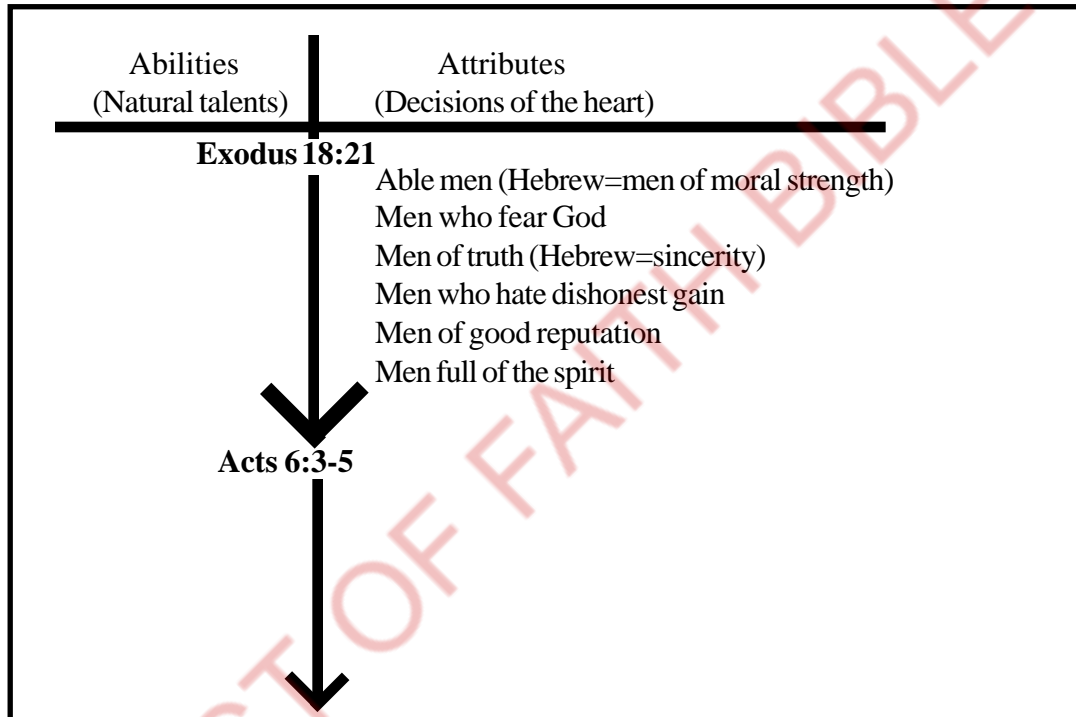 Abilities
(Natural talents)
Attributes
(Decisions of the heart)
Exodus 18:21
Able men (Hebrew=men of moral strength)
Men who fear God
Men of truth (Hebrew=sincerity)
Men who hate dishonest gain
Men of good reputation
Men full of the spirit
Acts 6:3-5
OF FAITH BIBLE